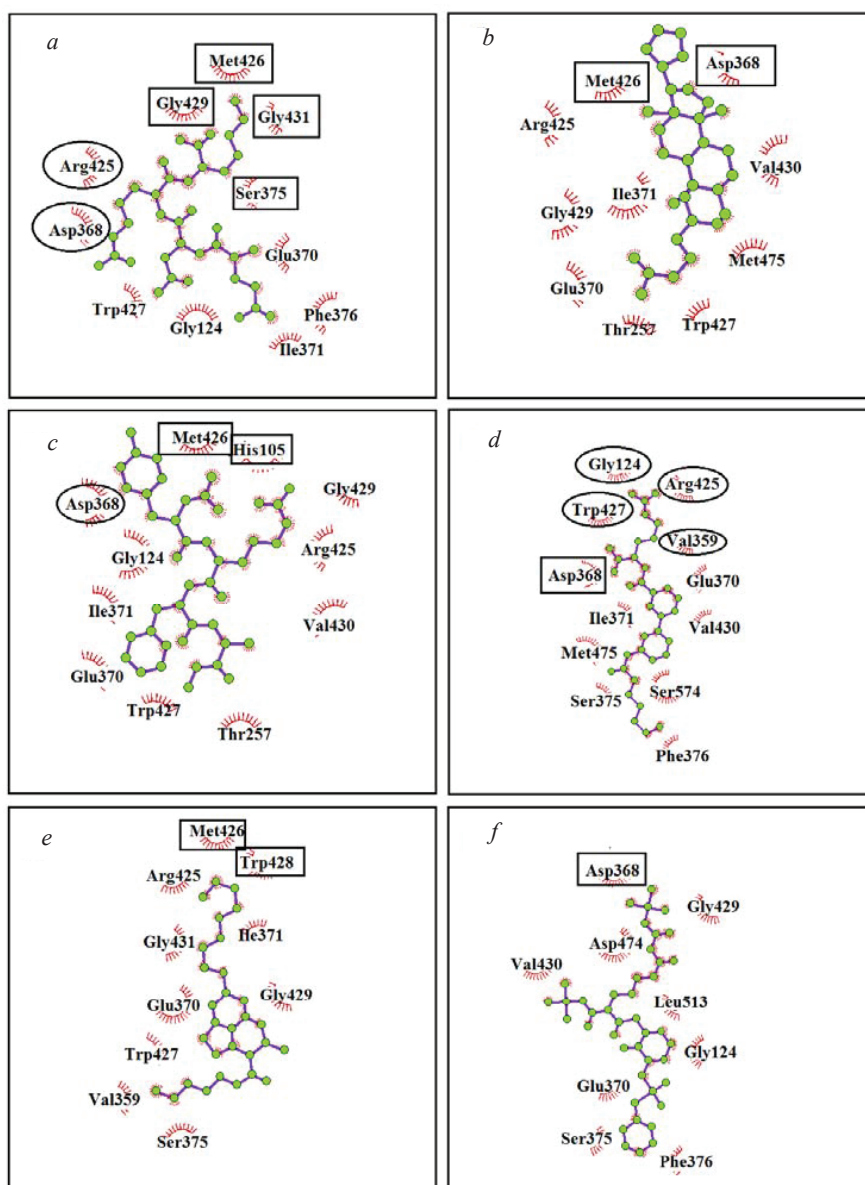 a
Met426
Gly429
Gly431
Arg425
Ser375
Asp368
Glu370
Trp427
Gly124
Phe376
Ile371
b
Asp368
Met426
Arg425
Val430
Ile371
Gly429
Met475
Glu370
Thr257
Trp427
c
Met426
His105
Asp368
Gly429
Gly124
Arg425
Ile371
Val430
Glu370
Trp427
Thr257
d
Gly124
Arg425
Trp427
Val359
Asp368
Glu370
Ile371
Val430
Met475
Ser375
Ser574
Phe376
e
Met426
Trp428
Arg425
Ile371
Gly431
Glu370
Gly429
Trp427
Val359
Ser375
f
Asp368
Gly429
Asp474
Val430
Leu513
Gly124
Glu370
Ser375
Phe376